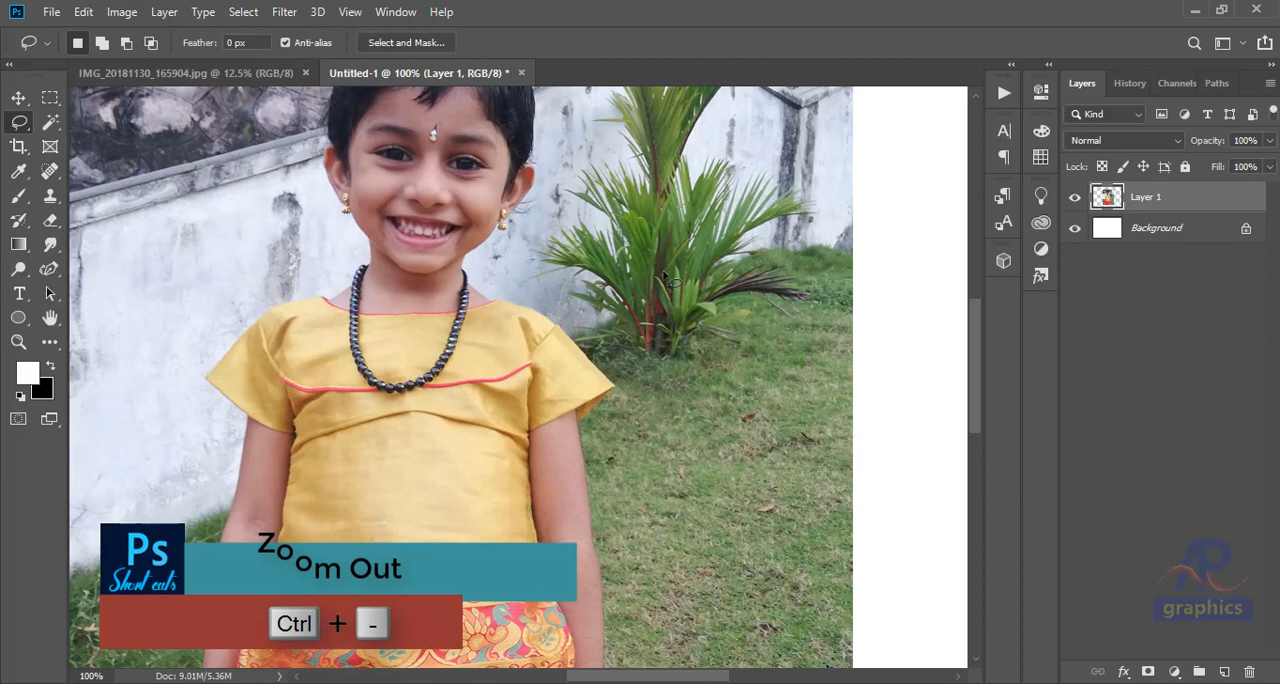 Ps
File Edit Image Layer Type Select Filter 3D View Window Help
Feather: 0 px Anti-alias Select and Mask...
IMG_20181130_165904.jpg @ 12.5% (RGB/8) × Untitled-1 @ 100% (Layer 1, RGB/8) * ×
Layers History Channels Paths
Kind
Normal Opacity: 100%
Lock: Fill: 100%
Layer 1
Background
Ps
Short cuts
Zoom Out
Ctrl + -
AP
graphics
100% Doc: 9.01M/5.36M